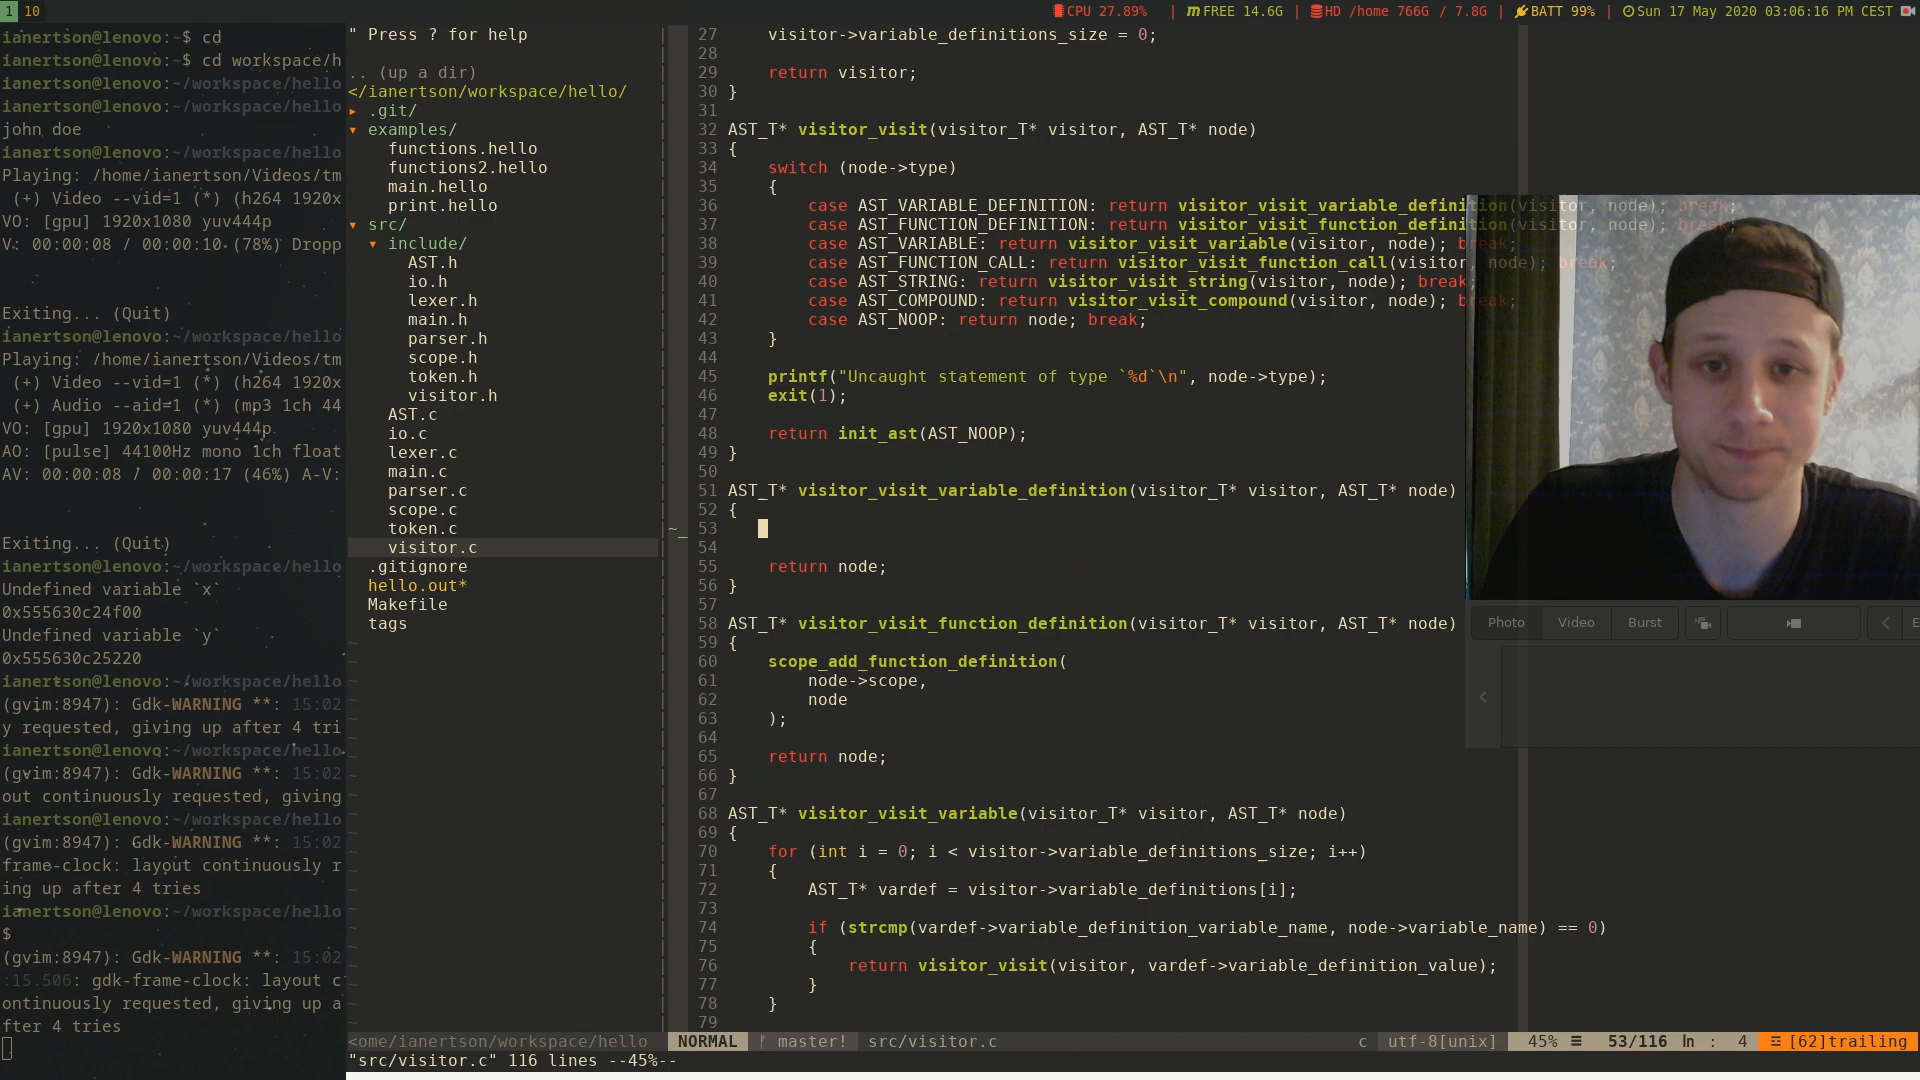 1 10
CPU 27.89% | FREE 14.6G | HD /home 766G / 7.8G | BATT 99% | Sun 17 May 2020 03:06:16 PM CEST
ianertson@lenovo:~$ cd
ianertson@lenovo:~$ cd workspace/h
ianertson@lenovo:~/workspace/hello
ianertson@lenovo:~/workspace/hello
john doe
ianertson@lenovo:~/workspace/hello
Playing: /home/ianertson/Videos/tm
(+) Video --vid=1 (*) (h264 1920x
VO: [gpu] 1920x1080 yuv444p
V: 00:00:08 / 00:00:10 (78%) Dropp
Exiting... (Quit)
ianertson@lenovo:~/workspace/hello
Playing: /home/ianertson/Videos/tm
(+) Video --vid=1 (*) (h264 1920x
(+) Audio --aid=1 (*) (mp3 1ch 44
VO: [gpu] 1920x1080 yuv444p
AO: [pulse] 44100Hz mono 1ch float
AV: 00:00:08 / 00:00:17 (46%) A-V:
Exiting... (Quit)
ianertson@lenovo:~/workspace/hello
Undefined variable `x`
0x555630c24f00
Undefined variable `y`
0x555630c25220
ianertson@lenovo:~/workspace/hello
(gvim:8947): Gdk-WARNING **: 15:02
y requested, giving up after 4 tri
ianertson@lenovo:~/workspace/hello
(gvim:8947): Gdk-WARNING **: 15:02
out continuously requested, giving
ianertson@lenovo:~/workspace/hello
(gvim:8947): Gdk-WARNING **: 15:02
frame-clock: layout continuously r
ing up after 4 tries
ianertson@lenovo:~/workspace/hello
$
(gvim:8947): Gdk-WARNING **: 15:02
:15.506: gdk-frame-clock: layout c
ontinuously requested, giving up a
fter 4 tries
" Press ? for help
.. (up a dir)
</ianertson/workspace/hello/
▸ .git/
▾ examples/
functions.hello
functions2.hello
main.hello
print.hello
▾ src/
▾ include/
AST.h
io.h
lexer.h
main.h
parser.h
scope.h
token.h
visitor.h
AST.c
io.c
lexer.c
main.c
parser.c
scope.c
token.c
visitor.c
.gitignore
hello.out*
Makefile
tags
27 visitor->variable_definitions_size = 0;
28
29 return visitor;
30 }
31
32 AST_T* visitor_visit(visitor_T* visitor, AST_T* node)
33 {
34 switch (node->type)
35 {
36 case AST_VARIABLE_DEFINITION: return visitor_visit_variable_definition(visitor, node); break;
37 case AST_FUNCTION_DEFINITION: return visitor_visit_function_definition(visitor, node); break;
38 case AST_VARIABLE: return visitor_visit_variable(visitor, node); break;
39 case AST_FUNCTION_CALL: return visitor_visit_function_call(visitor, node); break;
40 case AST_STRING: return visitor_visit_string(visitor, node); break;
41 case AST_COMPOUND: return visitor_visit_compound(visitor, node); break;
42 case AST_NOOP: return node; break;
43 }
44
45 printf("Uncaught statement of type `%d`\n", node->type);
46 exit(1);
47
48 return init_ast(AST_NOOP);
49 }
50
51 AST_T* visitor_visit_variable_definition(visitor_T* visitor, AST_T* node)
52 {
~_ 53
54
55 return node;
56 }
57
58 AST_T* visitor_visit_function_definition(visitor_T* visitor, AST_T* node)
59 {
60 scope_add_function_definition(
61 node->scope,
62 node
63 );
64
65 return node;
66 }
67
68 AST_T* visitor_visit_variable(visitor_T* visitor, AST_T* node)
69 {
70 for (int i = 0; i < visitor->variable_definitions_size; i++)
71 {
72 AST_T* vardef = visitor->variable_definitions[i];
73
74 if (strcmp(vardef->variable_definition_variable_name, node->variable_name) == 0)
75 {
76 return visitor_visit(visitor, vardef->variable_definition_value);
77 }
78 }
79
Photo Video Burst E
<ome/ianertson/workspace/hello NORMAL master! src/visitor.c c utf-8[unix] 45% ☰ 53/116 ln : 4 [62]trailing
"src/visitor.c" 116 lines --45%--